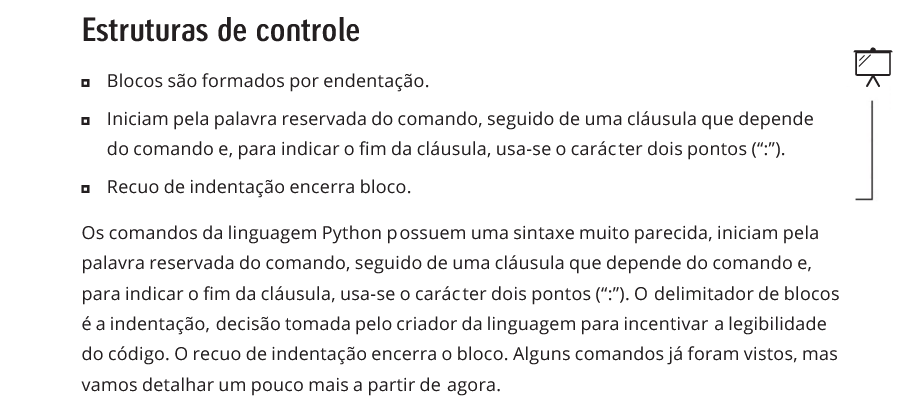 Estruturas de controle
Blocos são formados por endentação.
Iniciam pela palavra reservada do comando, seguido de uma cláusula que depende
do comando e, para indicar o fim da cláusula, usa-se o carácter dois pontos (“:”).
Recuo de indentação encerra bloco.
Os comandos da linguagem Python possuem uma sintaxe muito parecida, iniciam pela
palavra reservada do comando, seguido de uma cláusula que depende do comando e,
para indicar o fim da cláusula, usa-se o carácter dois pontos (“:”). O delimitador de blocos
é a indentação, decisão tomada pelo criador da linguagem para incentivar a legibilidade
do código. O recuo de indentação encerra o bloco. Alguns comandos já foram vistos, mas
vamos detalhar um pouco mais a partir de agora.